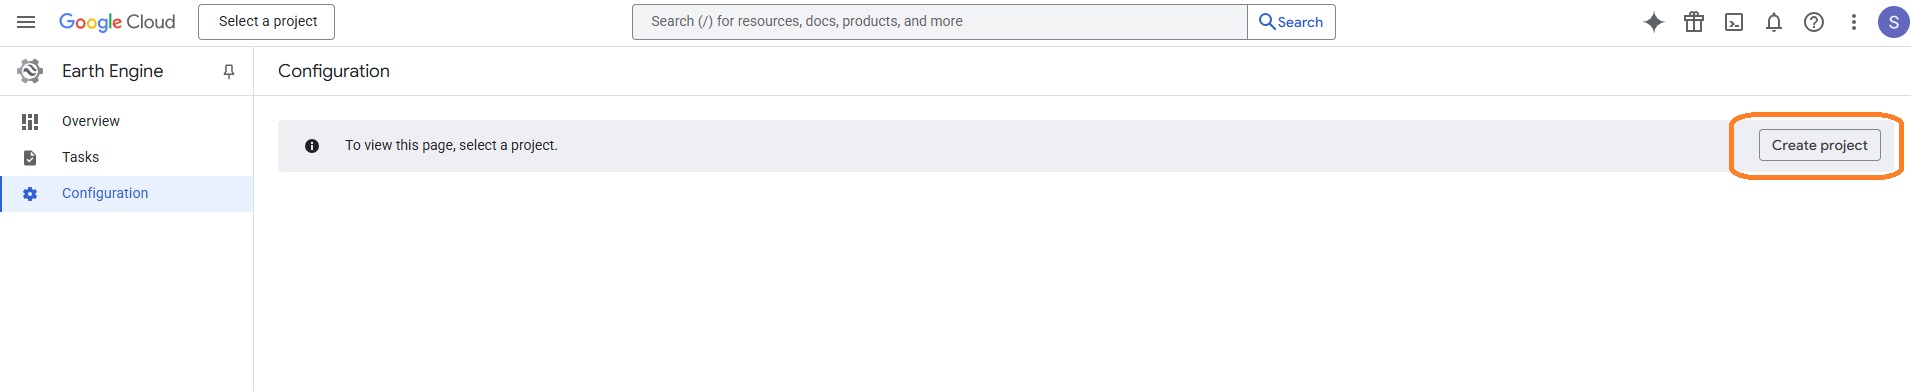 Google Cloud
Select a project
Search (/) for resources, docs, products, and more
Search
S
Earth Engine
Configuration
Overview
Tasks
Configuration
To view this page, select a project.
Create project